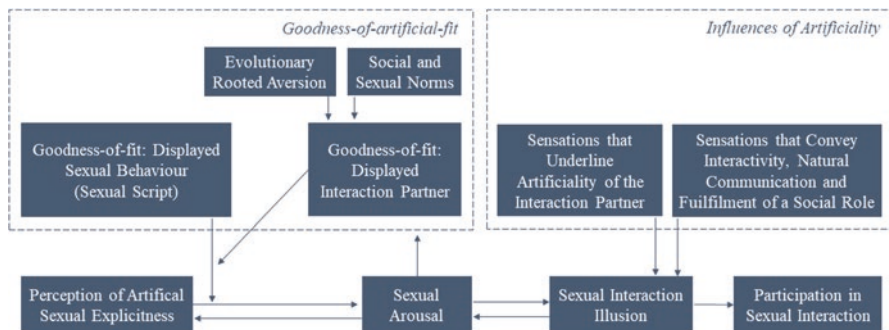 Goodness-of-artificial-fit
Evolutionary
Rooted Aversion
Social and
Sexual Norms
Goodness-of-fit: Displayed
Sexual Behaviour
(Sexual Script)
Goodness-of-fit:
Displayed
Interaction Partner
Influences of Artificiality
Sensations that
Underline
Artificiality of the
Interaction Partner
Sensations that Convey
Interactivity, Natural
Communication and
Fuilfilment of a Social Role
Perception of Artifical
Sexual Explicitness
Sexual
Arousal
Sexual Interaction
Illusion
Participation in
Sexual Interaction